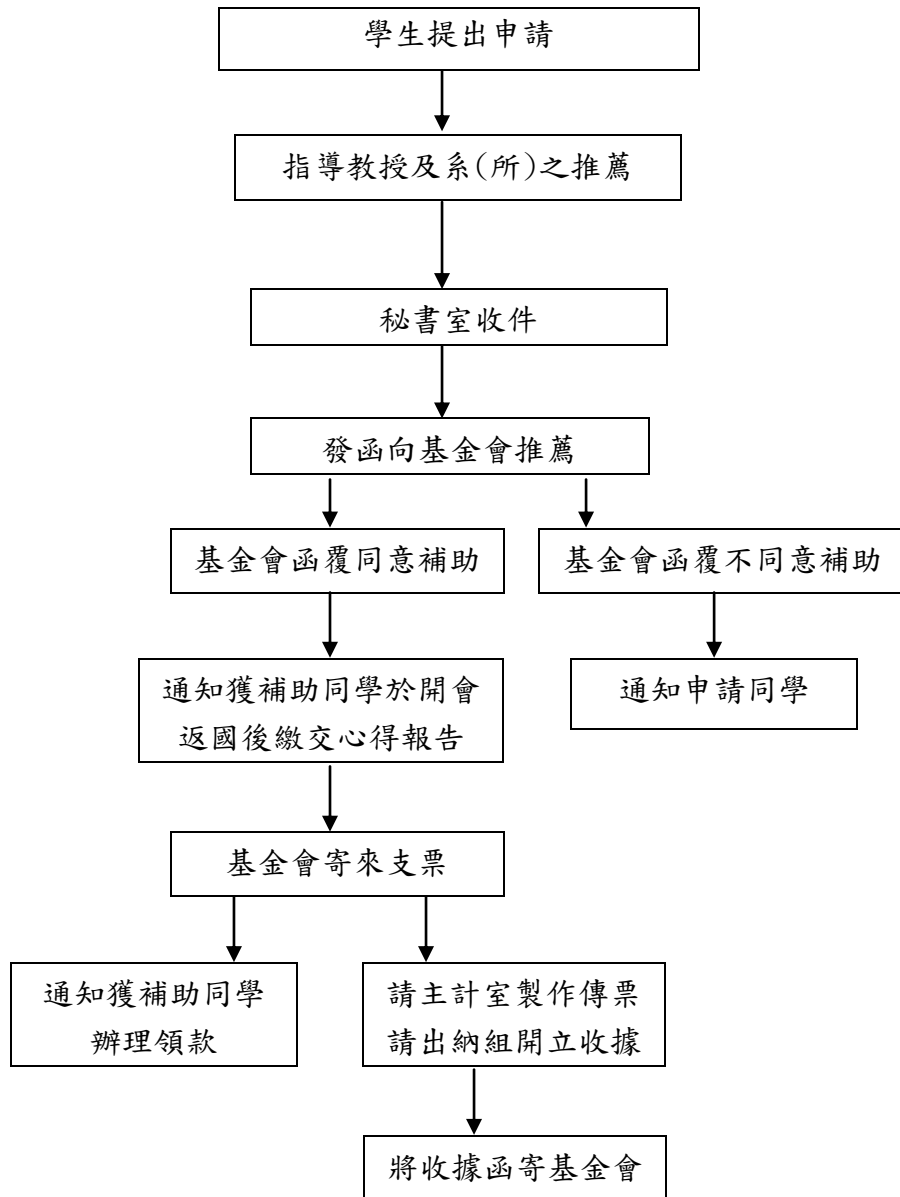 學生提出申請
指導教授及系(所)之推薦
秘書室收件
發函向基金會推薦
基金會函覆同意補助
基金會函覆不同意補助
通知獲補助同學於開會
返國後繳交心得報告
通知申請同學
基金會寄來支票
通知獲補助同學
辦理領款
請主計室製作傳票
請出納組開立收據
將收據函寄基金會